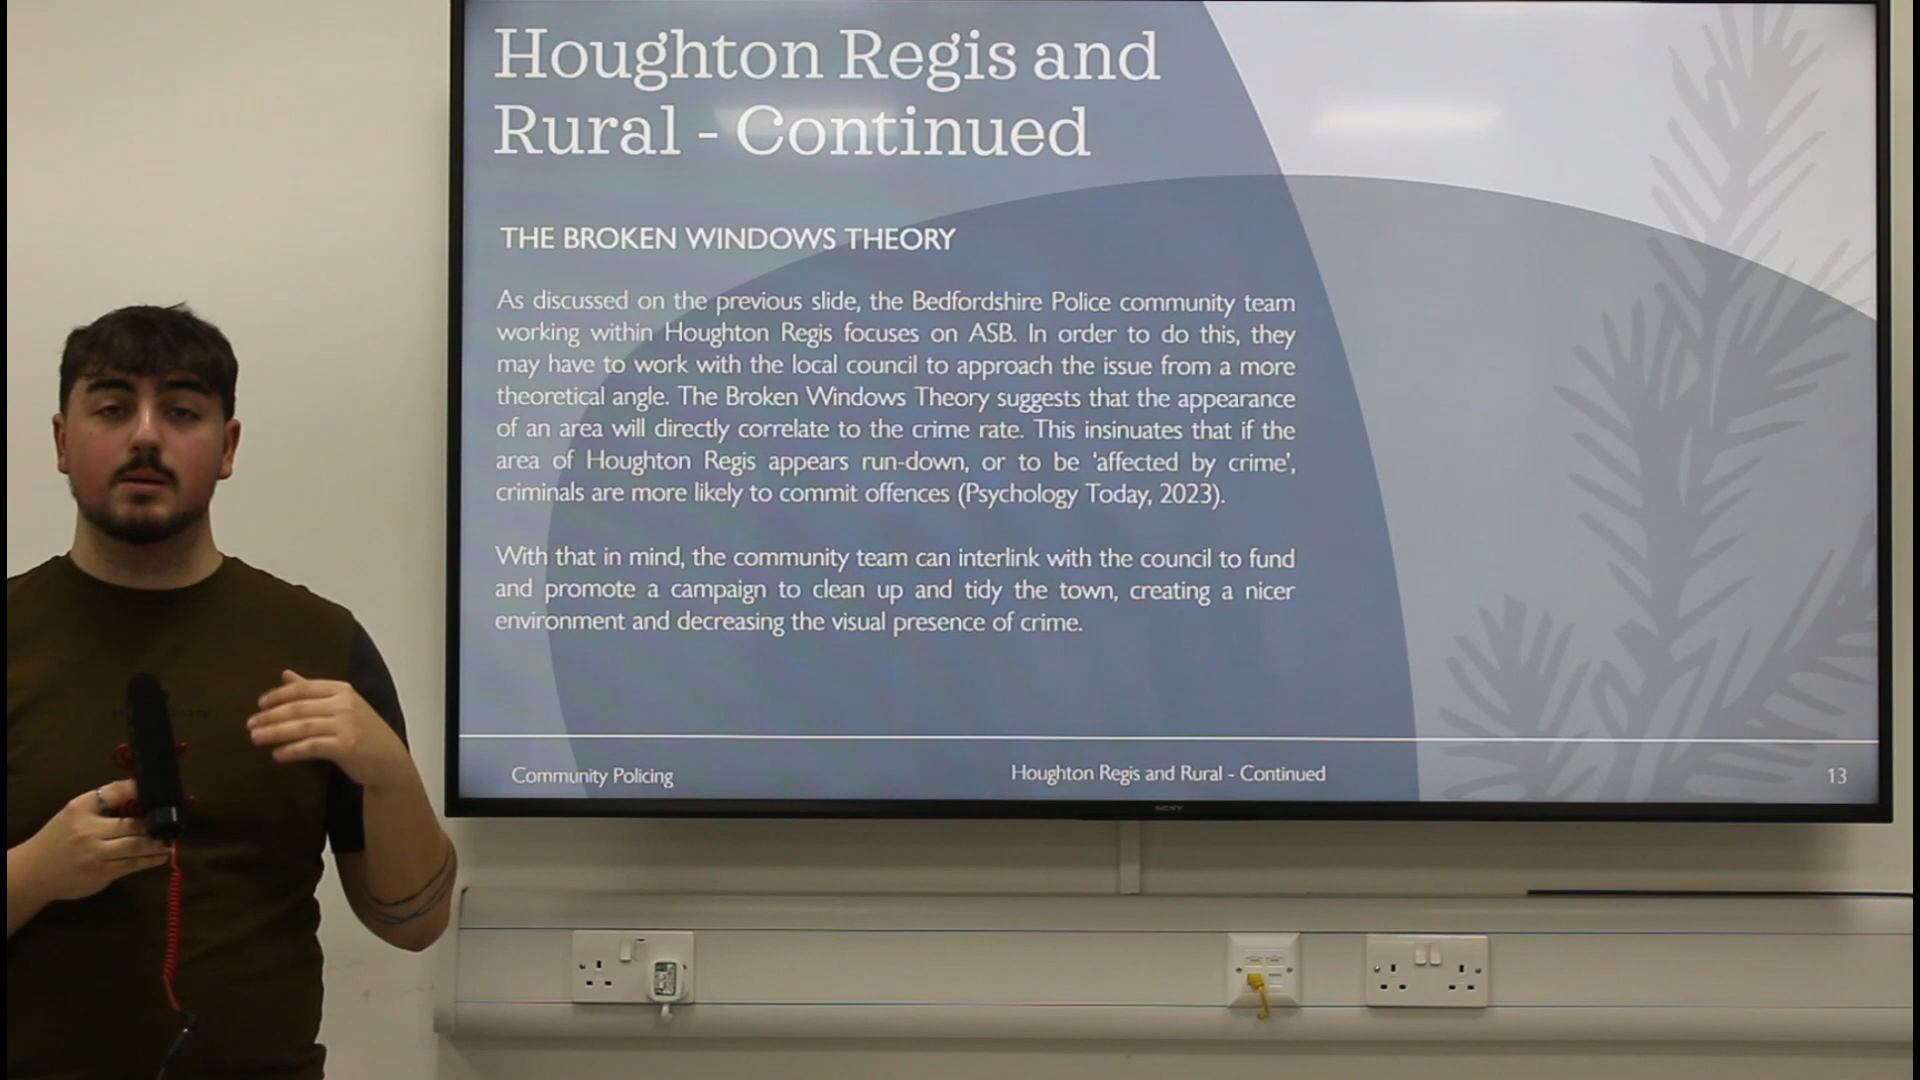 Houghton Regis and
Rural - Continued
THE BROKEN WINDOWS THEORY
As discussed on the previous slide, the Bedfordshire Police community team
working within Houghton Regis focuses on ASB. In order to do this, they
may have to work with the local council to approach the issue from a more
theoretical angle. The Broken Windows Theory suggests that the appearance
of an area will directly correlate to the crime rate. This insinuates that if the
area of Houghton Regis appears run-down, or to be 'affected by crime',
criminals are more likely to commit offences (Psychology Today, 2023).
With that in mind, the community team can interlink with the council to fund
and promote a campaign to clean up and tidy the town, creating a nicer
environment and decreasing the visual presence of crime.
Community Policing
Houghton Regis and Rural - Continued
13
SONY